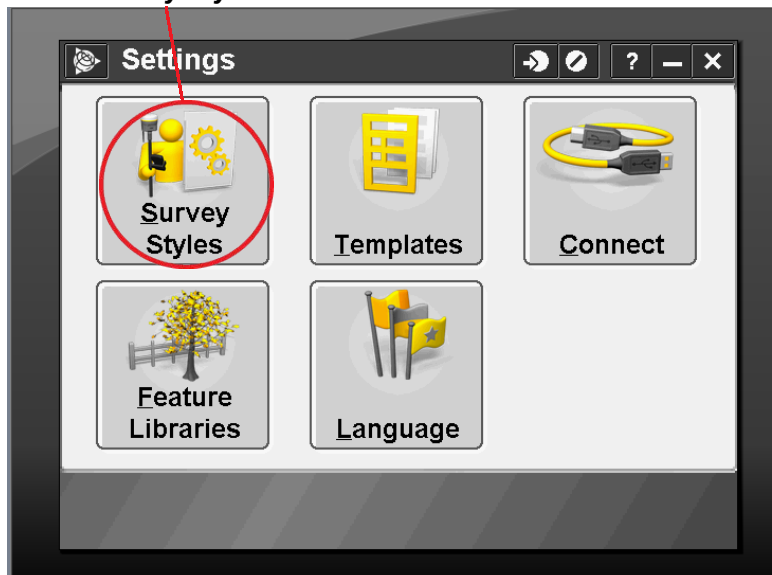 Settings
?
Survey
Styles
Templates
Connect
Feature
Libraries
Language